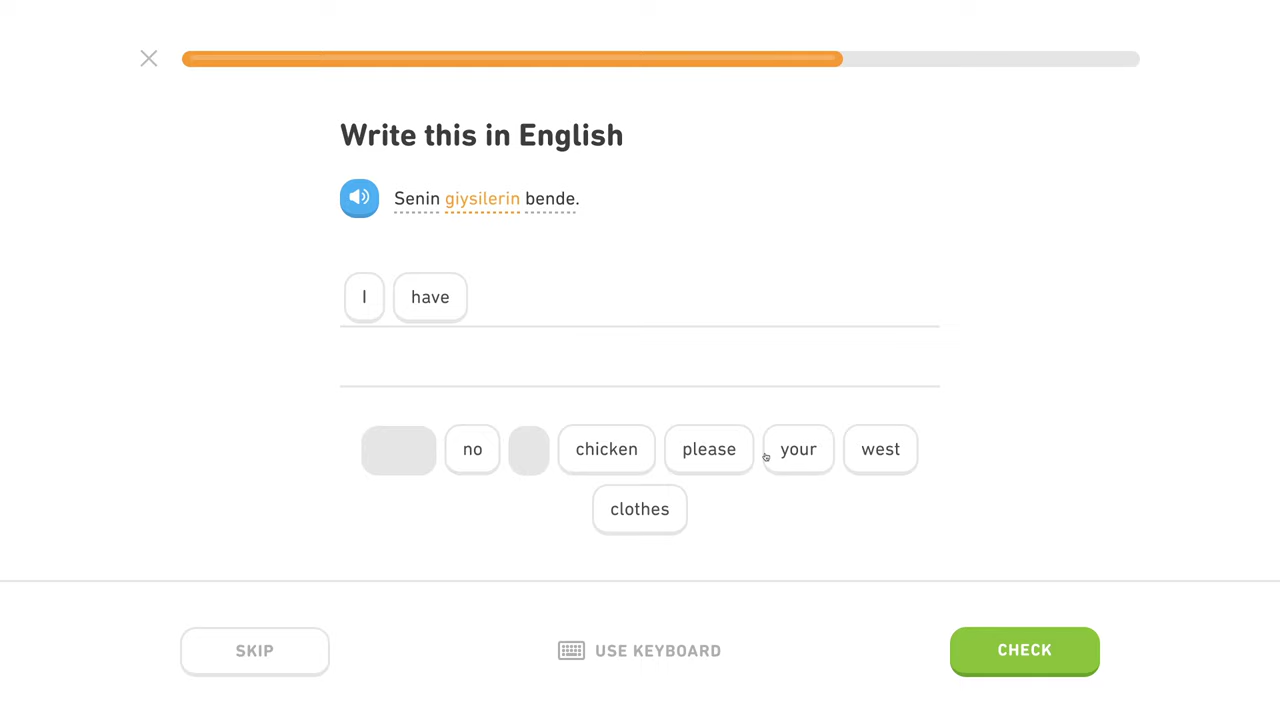 Write this in English
Senin giysilerin bende.
I have
no chicken please your west
clothes
SKIP USE KEYBOARD CHECK